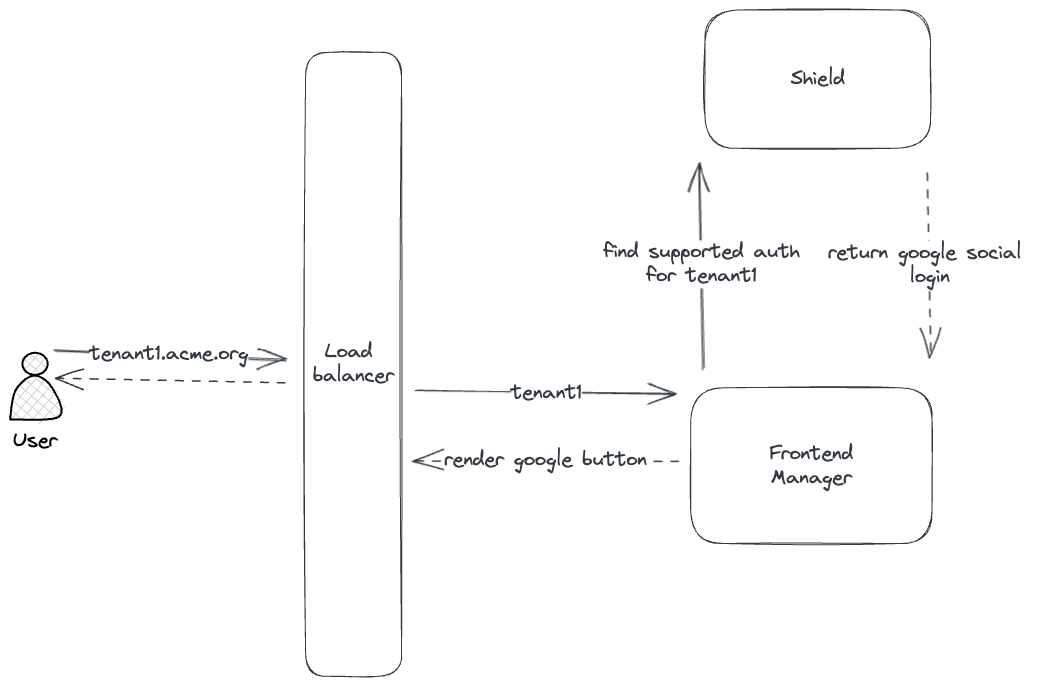 Shield
find supported auth
for tenant1
return google social
login
tenant1.acme.org
Load
balancer
User
tenant1
render google button
Frontend
Manager